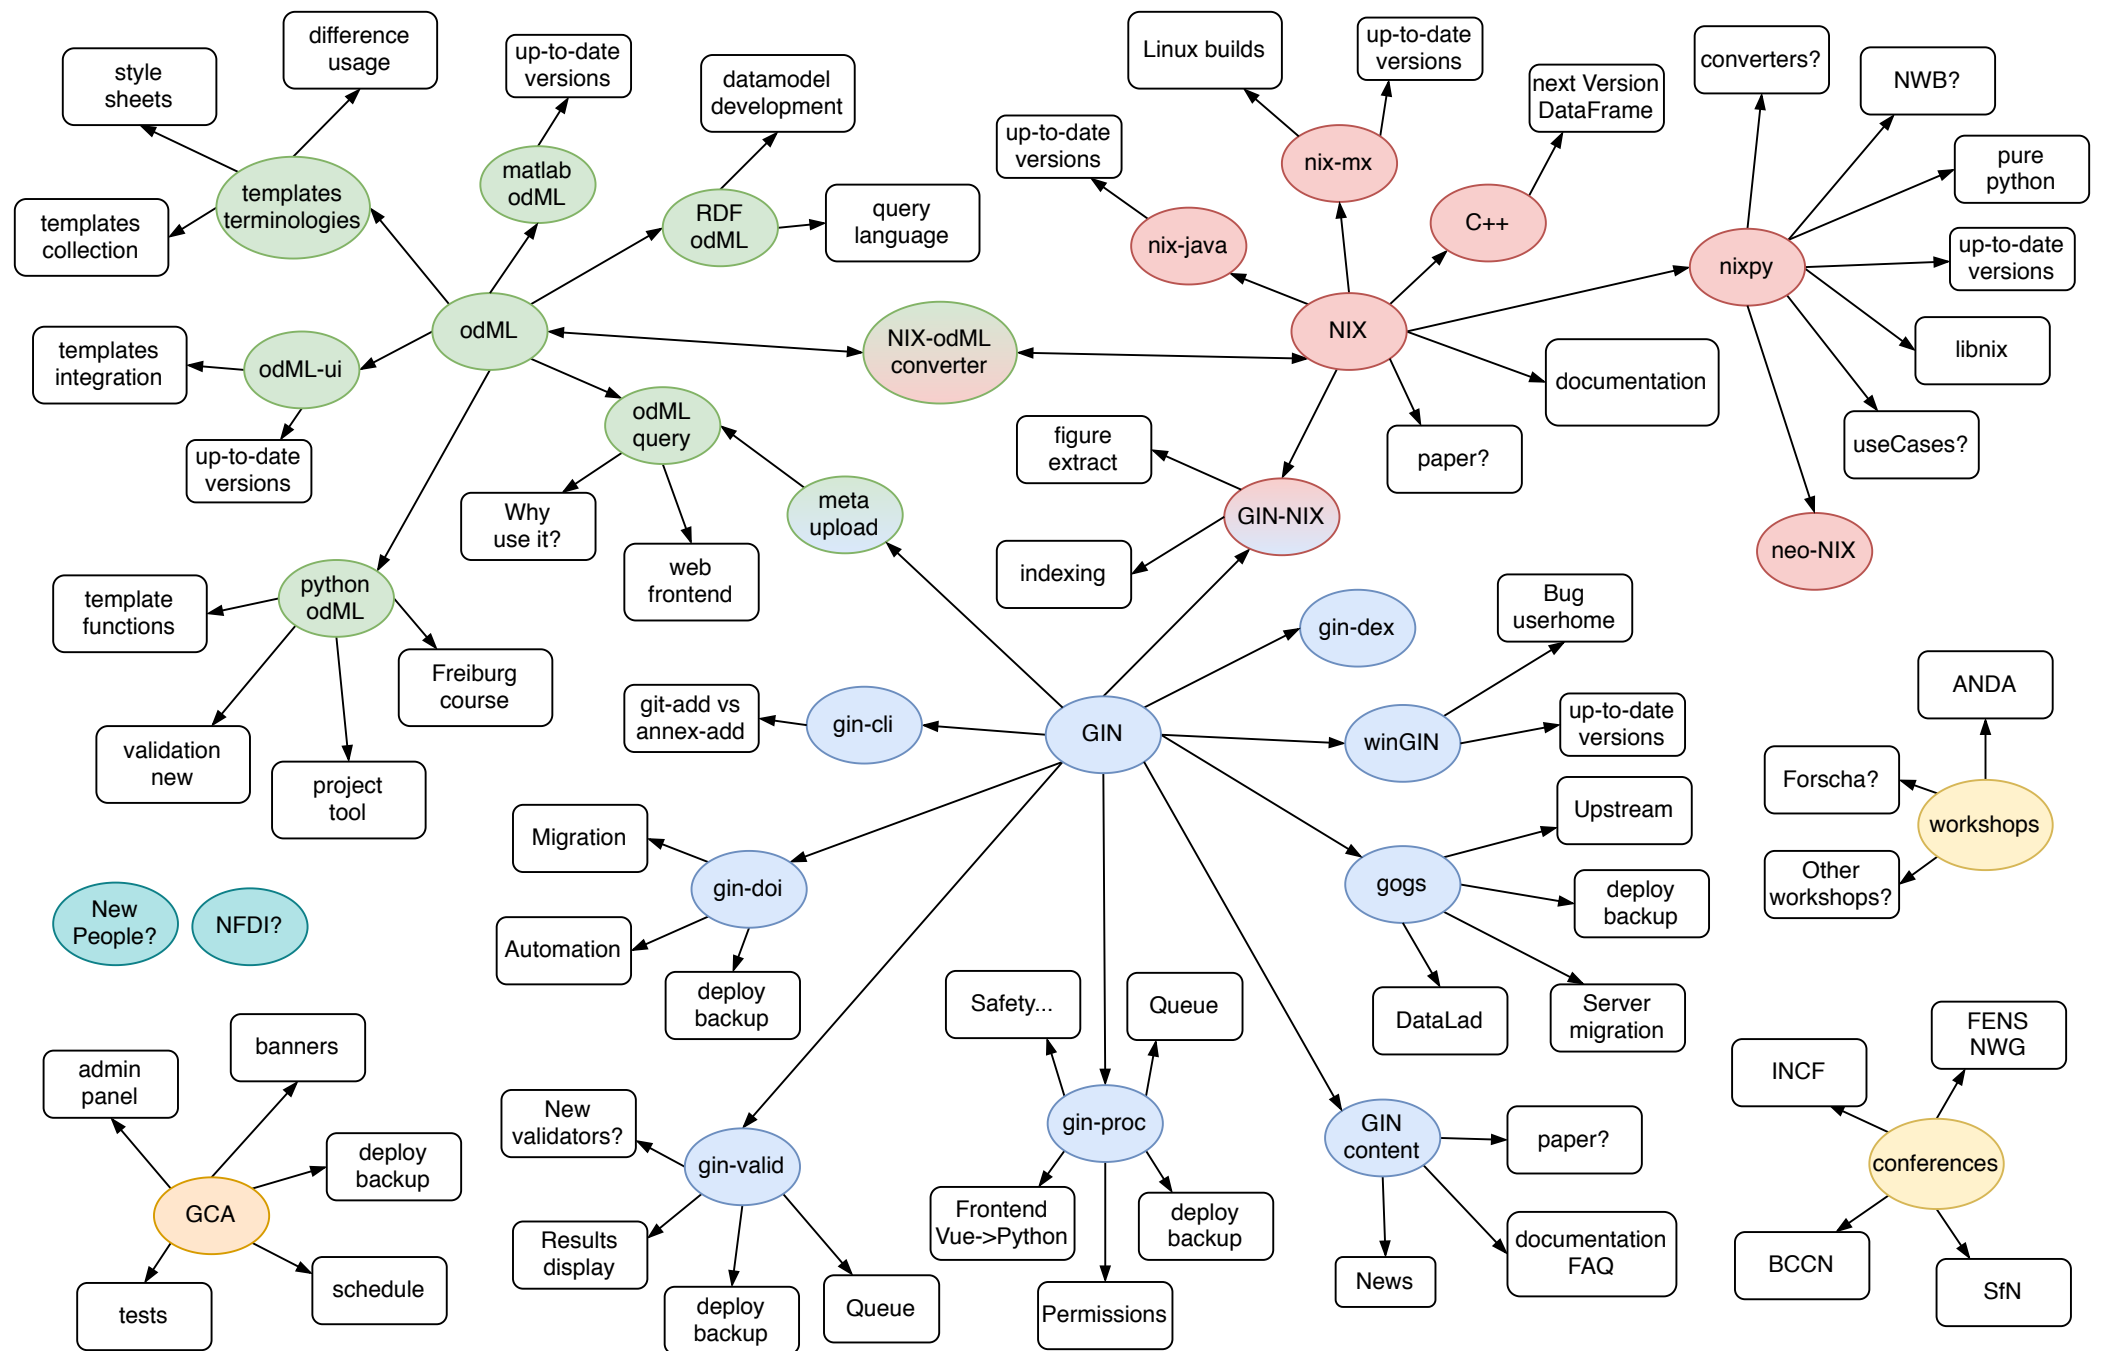 difference
usage
style
sheets
up-to-date
versions
datamodel
development
templates
terminologies
matlab
odML
RDF
odML
query
language
templates
collection
odML
templates
integration
odML-ui
up-to-date
versions
odML
query
NIX-odML
converter
Why
use it?
web
frontend
meta
upload
python
odML
template
functions
Freiburg
course
validation
new
project
tool
Linux builds
up-to-date
versions
next Version
DataFrame
converters?
NWB?
up-to-date
versions
nix-mx
nix-java
C++
pure
python
nixpy
up-to-date
versions
NIX
libnix
documentation
useCases?
paper?
figure
extract
GIN-NIX
indexing
neo-NIX
gin-dex
Bug
userhome
git-add vs
annex-add
gin-cli
GIN
winGIN
up-to-date
versions
ANDA
Forscha?
workshops
Other
workshops?
Migration
gin-doi
Automation
deploy
backup
Upstream
gogs
deploy
backup
DataLad
Server
migration
New
People?
NFDI?
admin
panel
banners
deploy
backup
GCA
tests
schedule
New
validators?
gin-valid
Results
display
deploy
backup
Queue
Safety...
Queue
gin-proc
Frontend
Vue->Python
deploy
backup
Permissions
GIN
content
paper?
documentation
FAQ
News
INCF
FENS
NWG
conferences
BCCN
SfN